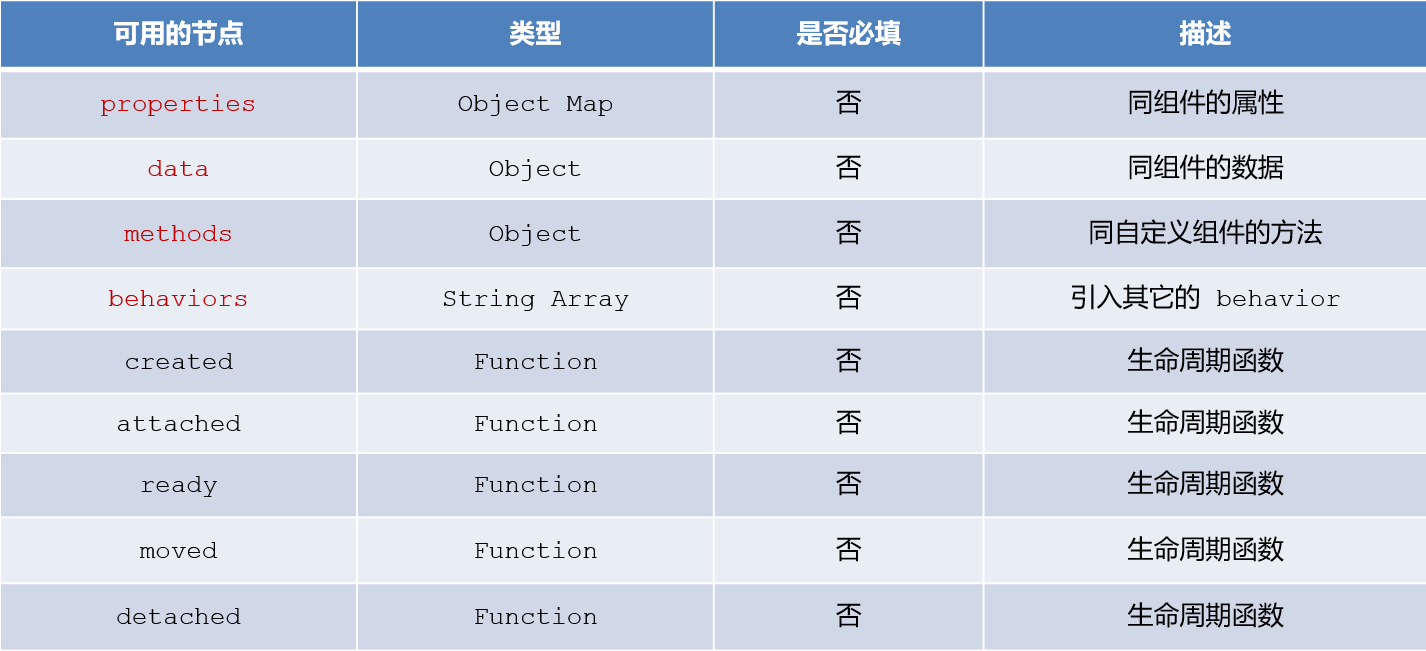 可用的节点 类型 是否必填 描述
properties Object Map 否 同组件的属性
data Object 否 同组件的数据
methods Object 否 同自定义组件的方法
behaviors String Array 否 引入其它的 behavior
created Function 否 生命周期函数
attached Function 否 生命周期函数
ready Function 否 生命周期函数
moved Function 否 生命周期函数
detached Function 否 生命周期函数